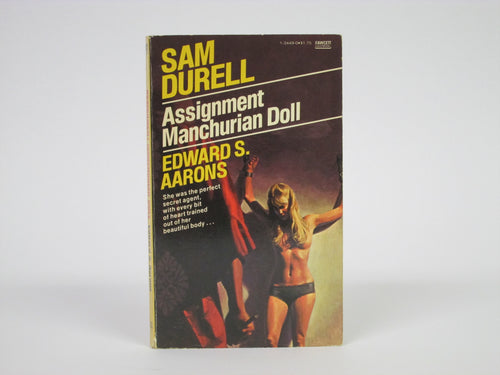 FAWCETT
SAM
DURELL
Assignment
Manchurian Doll
EDWARD S.
AARONS
She was the perfect
secret agent,
with every bit
of heart trained
out of her
beautiful body...